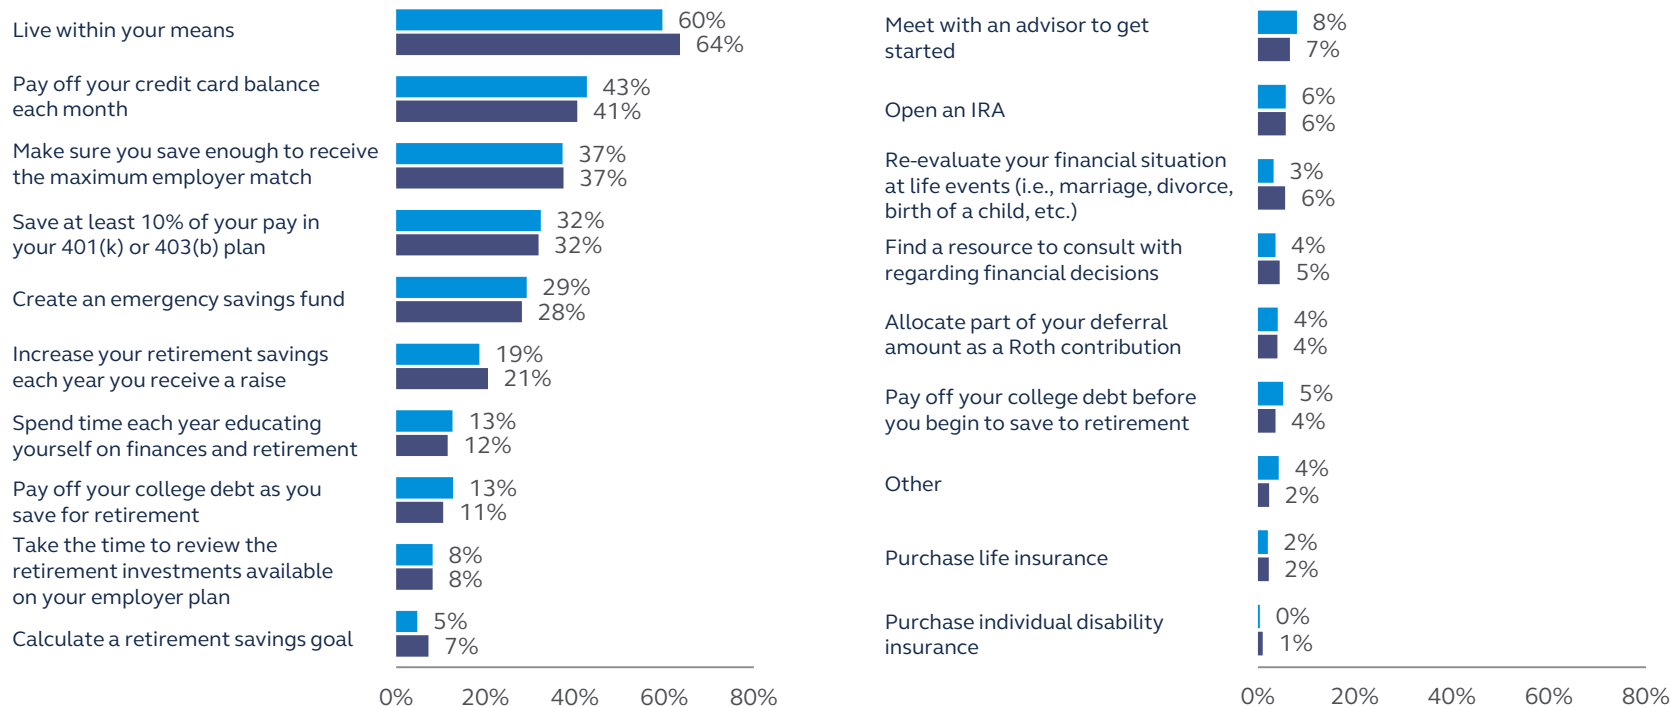 Live within your means
60%
64%
Pay off your credit card balance
each month
43%
41%
Make sure you save enough to receive
the maximum employer match
37%
37%
Save at least 10% of your pay in
your 401(k) or 403(b) plan
32%
32%
Create an emergency savings fund
29%
28%
Increase your retirement savings
each year you receive a raise
19%
21%
Spend time each year educating
yourself on finances and retirement
13%
12%
Pay off your college debt as you
save for retirement
13%
11%
Take the time to review the
retirement investments available
on your employer plan
8%
8%
Calculate a retirement savings goal
5%
7%
0% 20% 40% 60% 80%
Meet with an advisor to get
started
8%
7%
Open an IRA
6%
6%
Re-evaluate your financial situation
at life events (i.e., marriage, divorce,
birth of a child, etc.)
3%
6%
Find a resource to consult with
regarding financial decisions
4%
5%
Allocate part of your deferral
amount as a Roth contribution
4%
4%
Pay off your college debt before
you begin to save to retirement
5%
4%
Other
4%
2%
Purchase life insurance
2%
2%
Purchase individual disability
insurance
0%
1%
0% 20% 40% 60% 80%